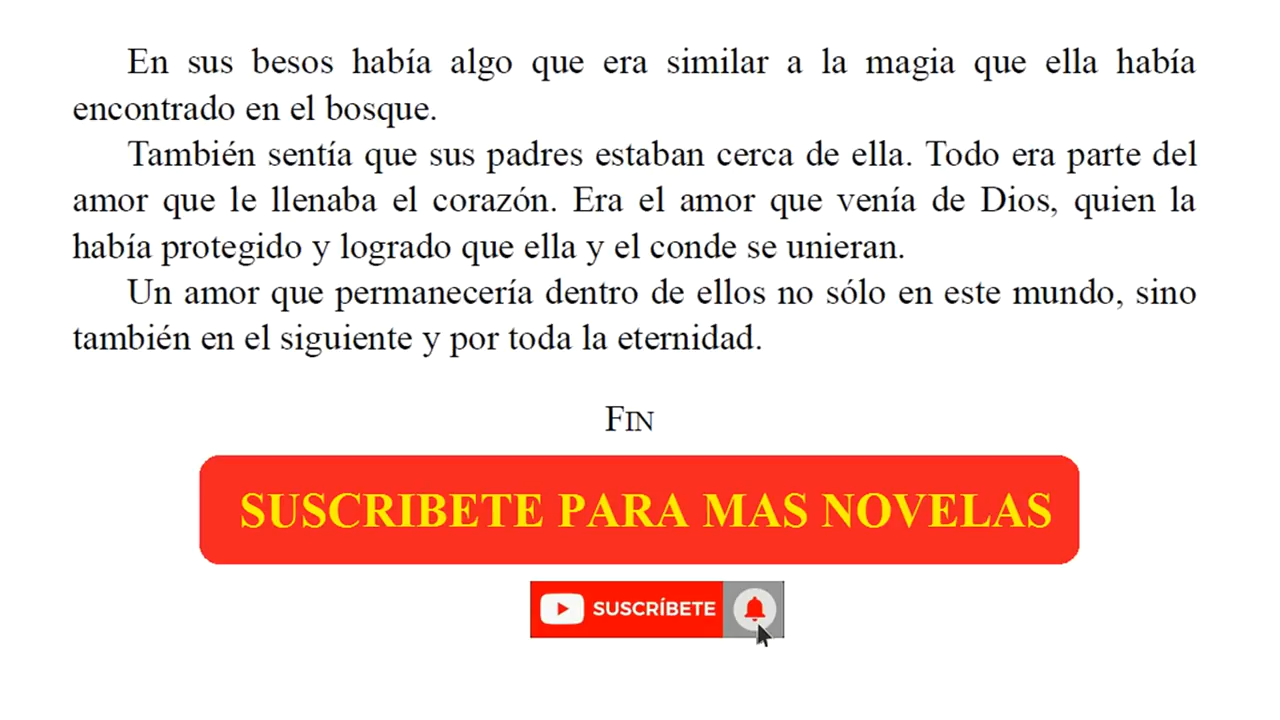 En sus besos había algo que era similar a la magia que ella había
encontrado en el bosque.
También sentía que sus padres estaban cerca de ella. Todo era parte del
amor que le llenaba el corazón. Era el amor que venía de Dios, quien la
había protegido y logrado que ella y el conde se unieran.
Un amor que permanecería dentro de ellos no sólo en este mundo, sino
también en el siguiente y por toda la eternidad.
FIN
SUSCRIBETE PARA MAS NOVELAS
SUSCRÍBETE